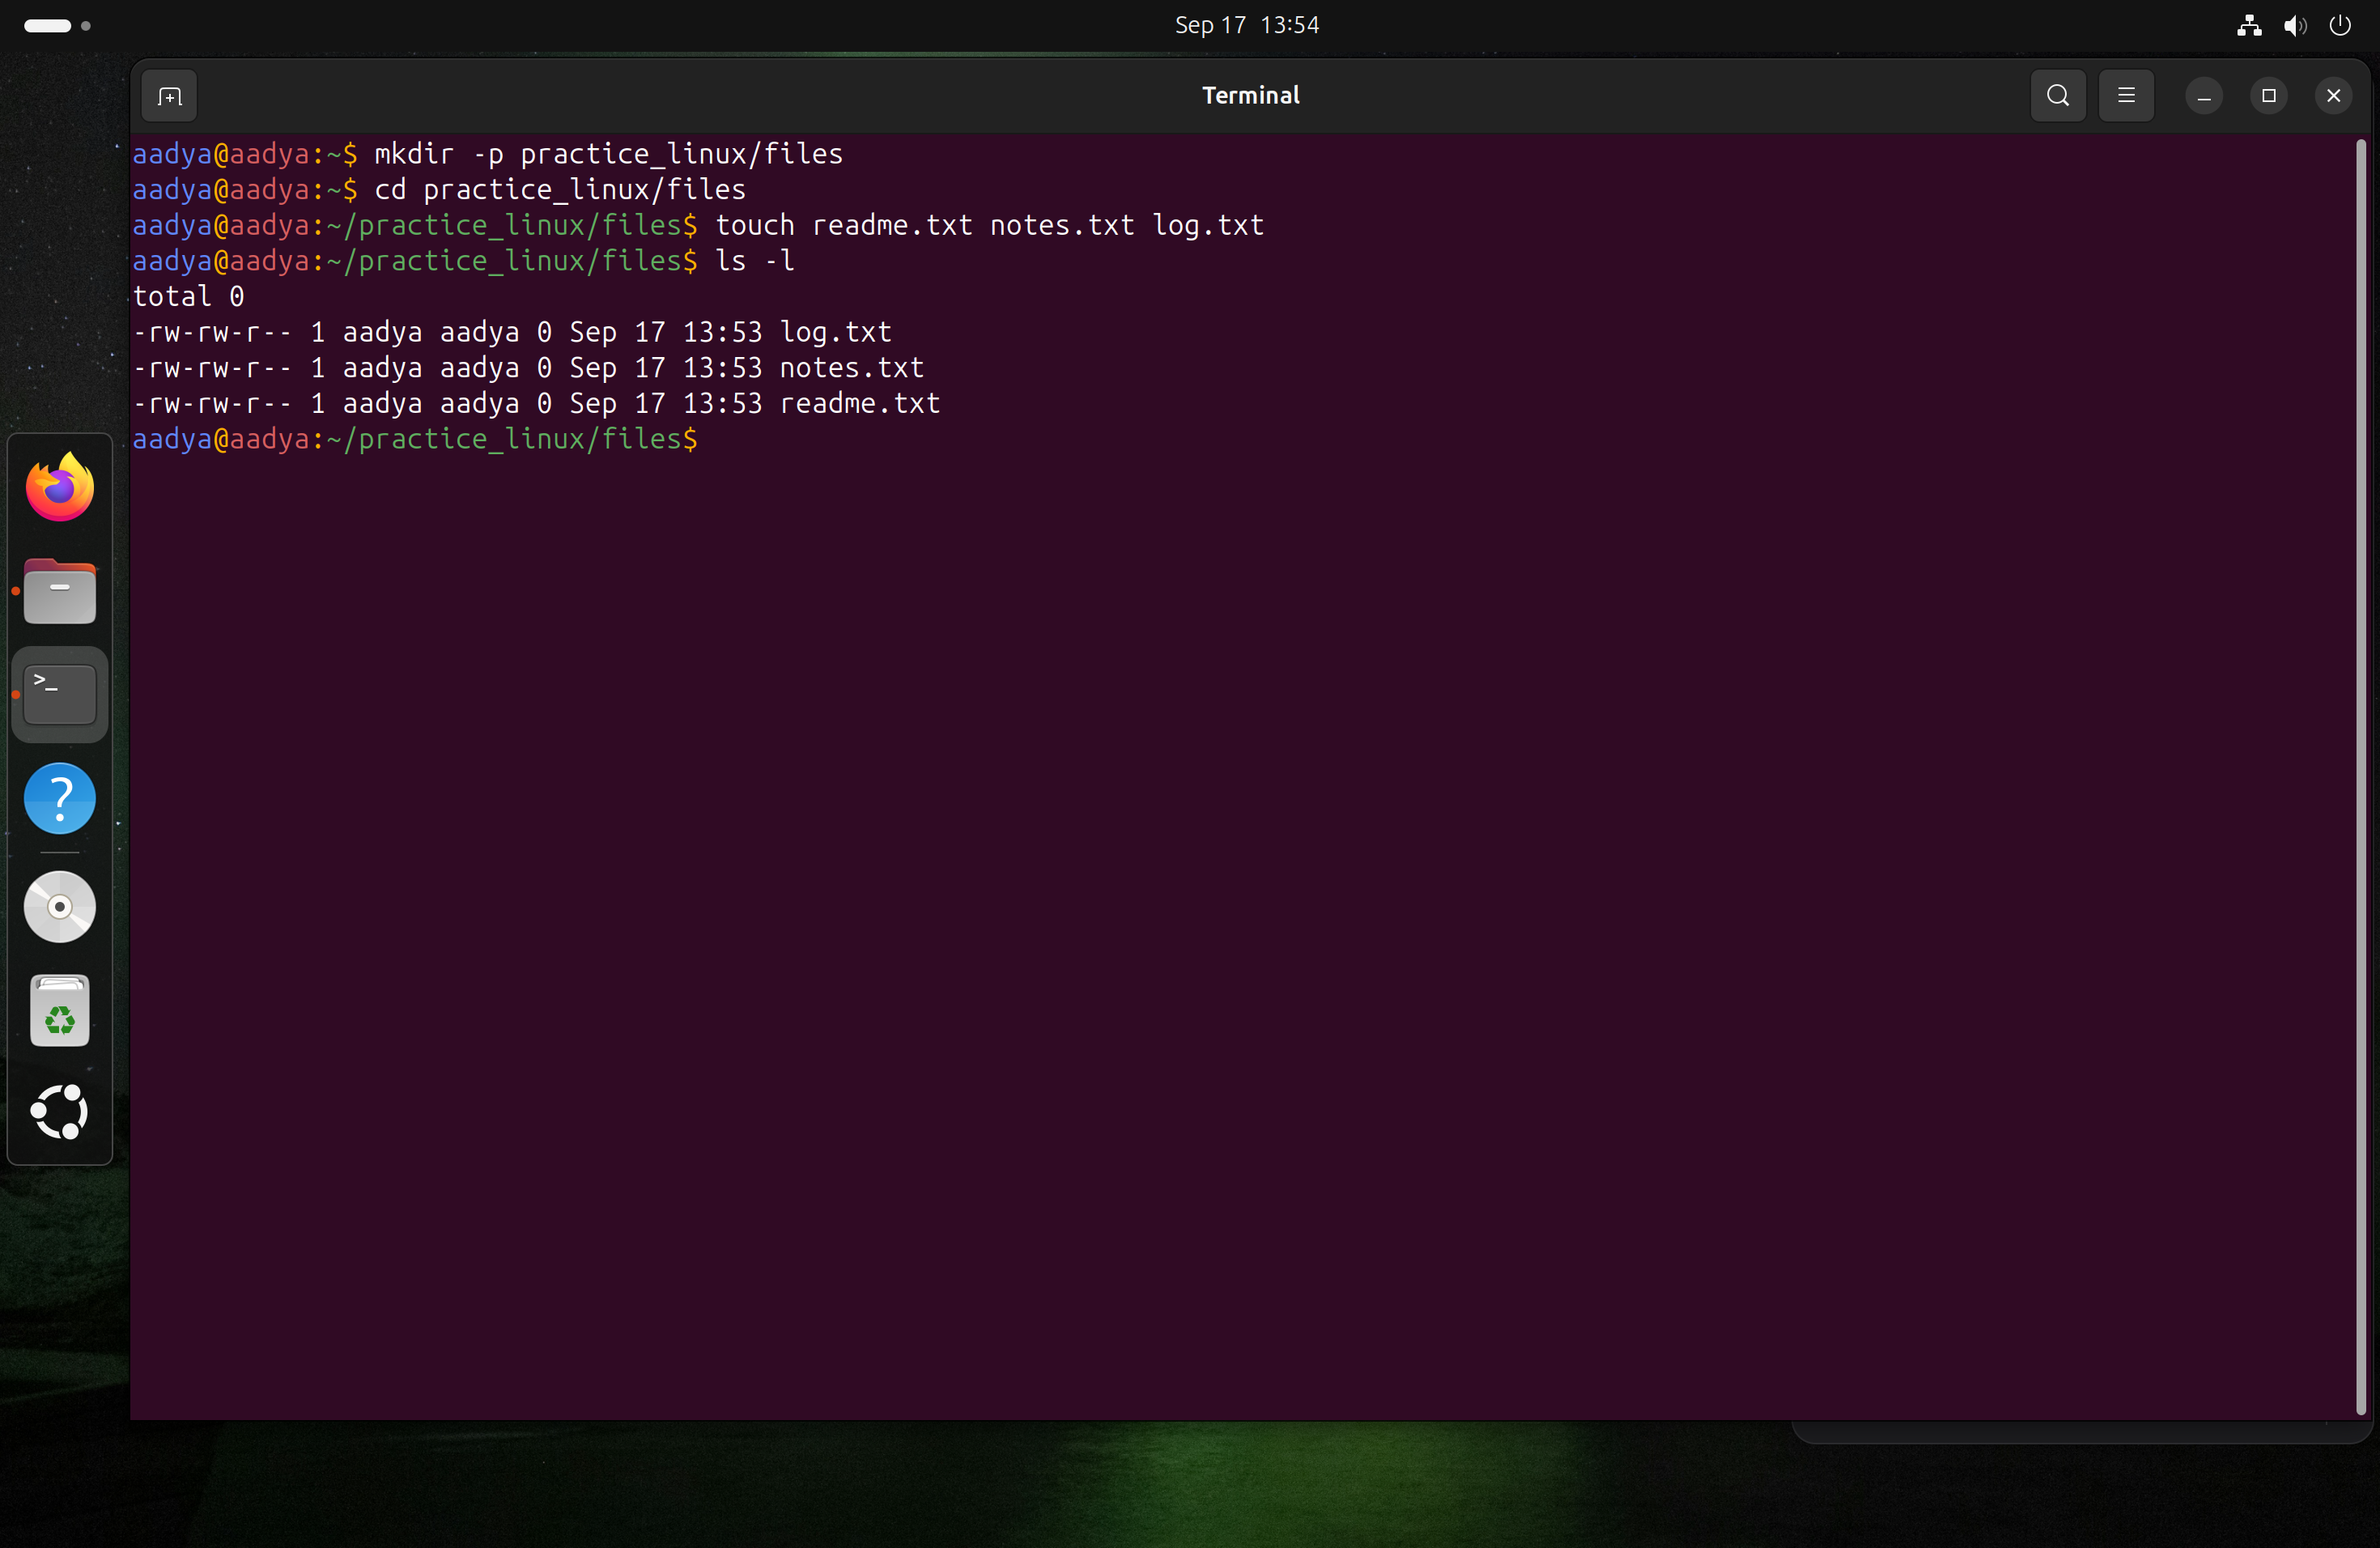 Sep 17 13:54
Terminal
aadya@aadya:~$ mkdir -p practice_linux/files
aadya@aadya:~$ cd practice_linux/files
aadya@aadya:~/practice_linux/files$ touch readme.txt notes.txt log.txt
aadya@aadya:~/practice_linux/files$ ls -l
total 0
-rw-rw-r-- 1 aadya aadya 0 Sep 17 13:53 log.txt
-rw-rw-r-- 1 aadya aadya 0 Sep 17 13:53 notes.txt
-rw-rw-r-- 1 aadya aadya 0 Sep 17 13:53 readme.txt
aadya@aadya:~/practice_linux/files$